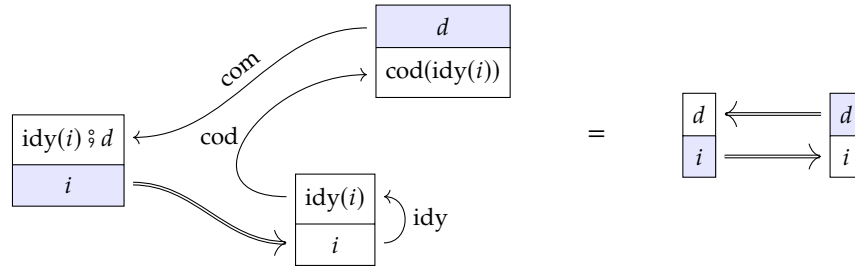 d
cod(idy(i))
com
cod
idy(i) ⨟ d
i
idy(i)
i
idy
=
d
i
d
i